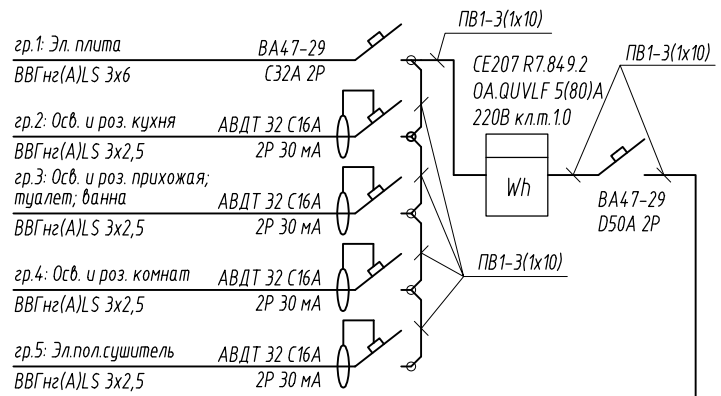 гр.1: Эл. плита
ВВГнг(А)LS 3х6
ВА47-29
С32А 2Р
гр.2: Осв. и роз. кухня
ВВГнг(А)LS 3х2,5
АВДТ 32 С16А
2Р 30 мА
гр.3: Осв. и роз. прихожая;
туалет; ванна
ВВГнг(А)LS 3х2,5
АВДТ 32 С16А
2Р 30 мА
гр.4: Осв. и роз. комнат
ВВГнг(А)LS 3х2,5
АВДТ 32 С16А
2Р 30 мА
гр.5: Эл.пол.сушитель
ВВГнг(А)LS 3х2,5
АВДТ 32 С16А
2Р 30 мА
ПВ1-3(1х10)
ПВ1-3(1х10)
CE207 R7.849.2
OA.QUVLF 5(80)А
220В кл.т.1.0
Wh
ПВ1-3(1х10)
ВА47-29
D50А 2Р